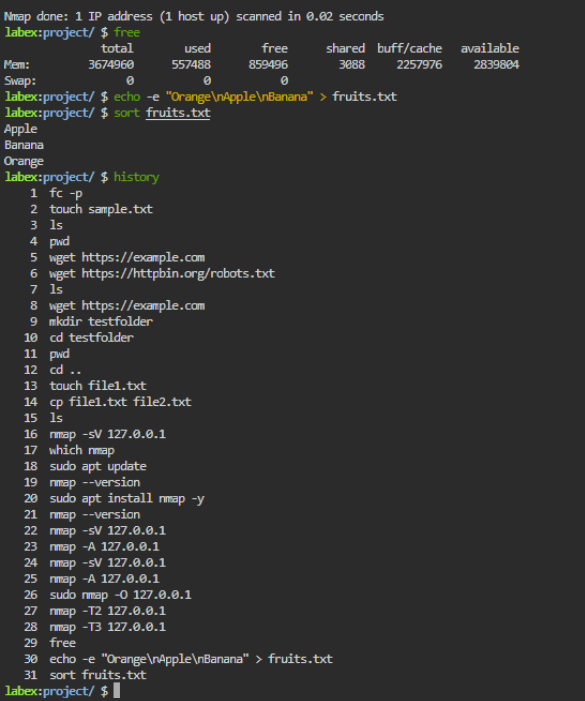 Nmap done: 1 IP address (1 host up) scanned in 0.02 seconds
labex:project/ $ free
total used free shared buff/cache available
Mem: 3674960 557488 859496 3088 2257976 2839804
Swap: 0 0 0
labex:project/ $ echo -e "Orange\nApple\nBanana" > fruits.txt
labex:project/ $ sort fruits.txt
Apple
Banana
Orange
labex:project/ $ history
1 fc -p
2 touch sample.txt
3 ls
4 pwd
5 wget https://example.com
6 wget https://httpbin.org/robots.txt
7 ls
8 wget https://example.com
9 mkdir testfolder
10 cd testfolder
11 pwd
12 cd ..
13 touch file1.txt
14 cp file1.txt file2.txt
15 ls
16 nmap -sV 127.0.0.1
17 which nmap
18 sudo apt update
19 nmap --version
20 sudo apt install nmap -y
21 nmap --version
22 nmap -sV 127.0.0.1
23 nmap -A 127.0.0.1
24 nmap -sV 127.0.0.1
25 nmap -A 127.0.0.1
26 sudo nmap -O 127.0.0.1
27 nmap -T2 127.0.0.1
28 nmap -T3 127.0.0.1
29 free
30 echo -e "Orange\nApple\nBanana" > fruits.txt
31 sort fruits.txt
labex:project/ $